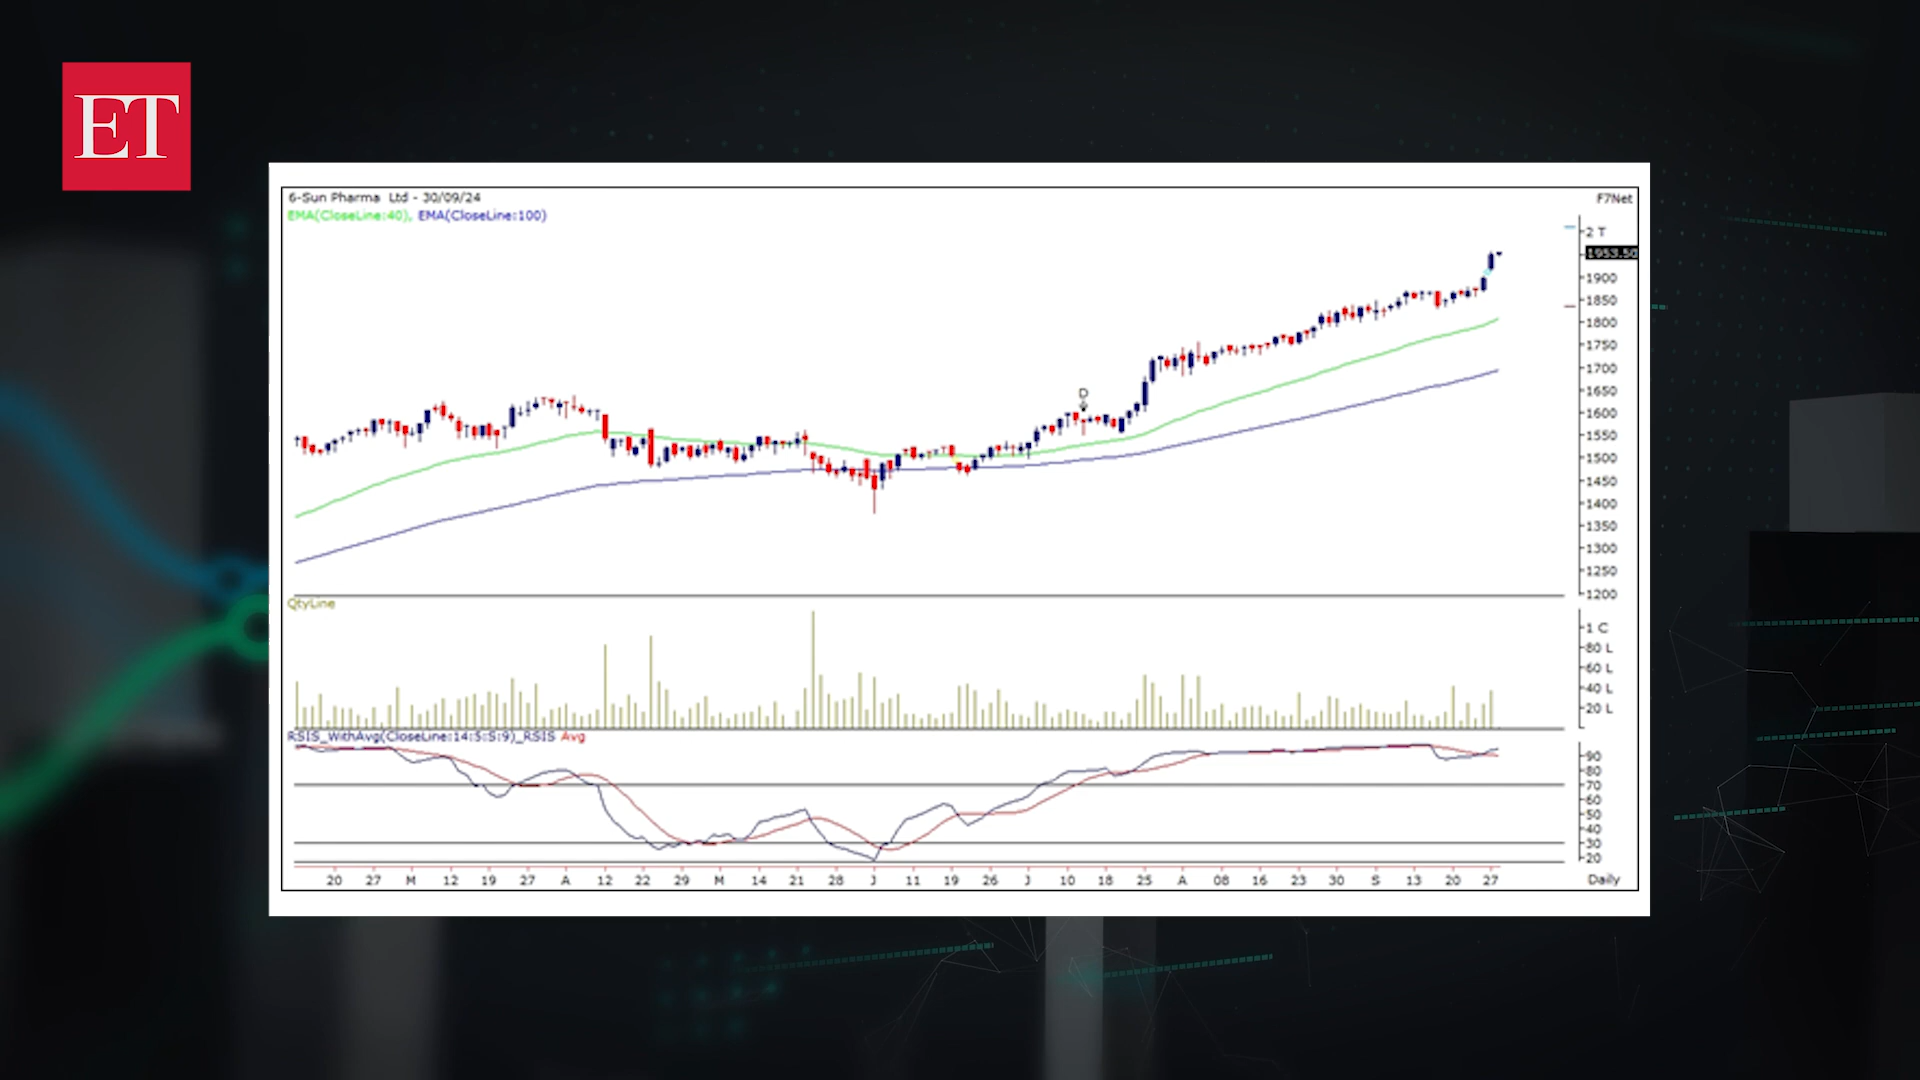 ET
6-Sun Pharma Ltd - 30/09/24
F7Net
EMA(CloseLine:40), EMA(CloseLine:100)
2 T
1953.50
1900
1850
1800
1750
1700
1650
D
1600
1550
1500
1450
1400
1350
1300
1250
1200
QtyLine
1 C
80 L
60 L
40 L
20 L
RSIS_WithAvg(CloseLine:14:S:S:9)_RSIS Avg
90
80
70
60
50
40
30
20
20 27 M 12 19 27 A 12 22 29 M 14 21 28 J 11 19 26 J 10 18 25 A 08 16 23 30 S 13 20 27 Daily